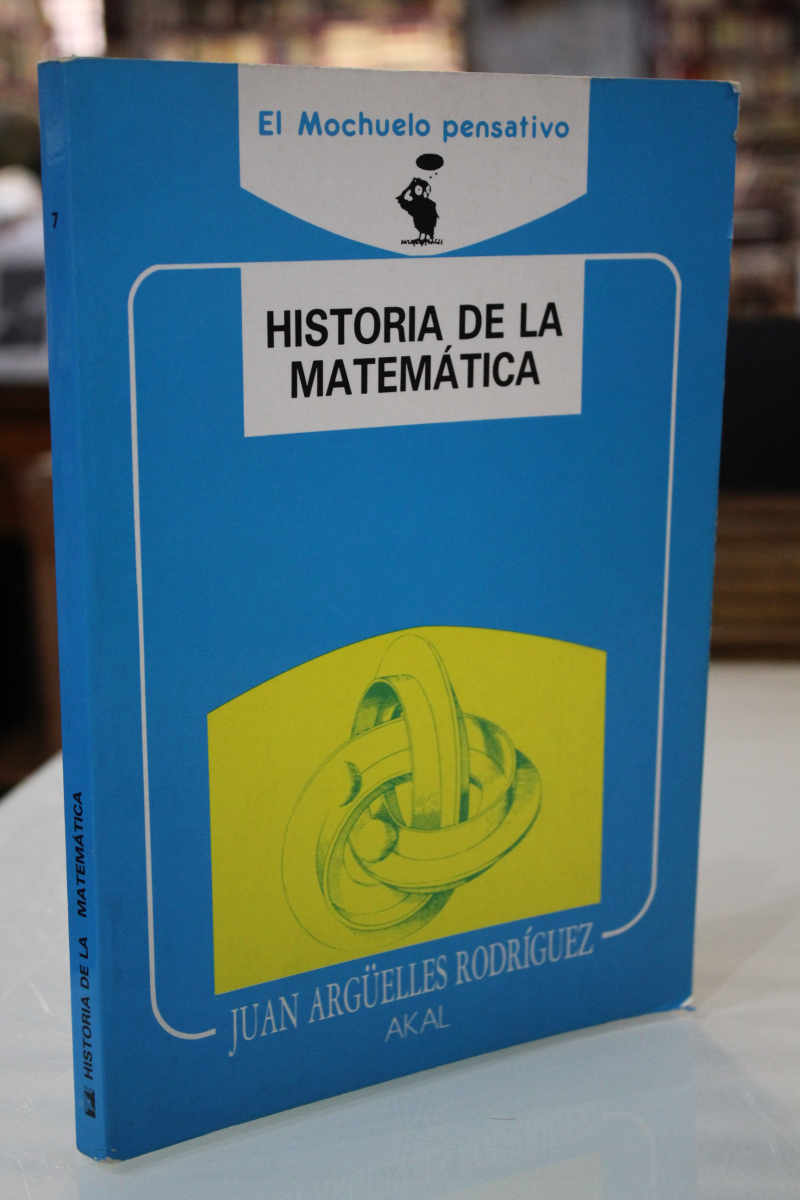 El Mochuelo pensativo
HISTORIA DE LA
MATEMÁTICA
JUAN ARGÜELLES RODRÍGUEZ
AKAL
7
HISTORIA DE LA MATEMÁTICA